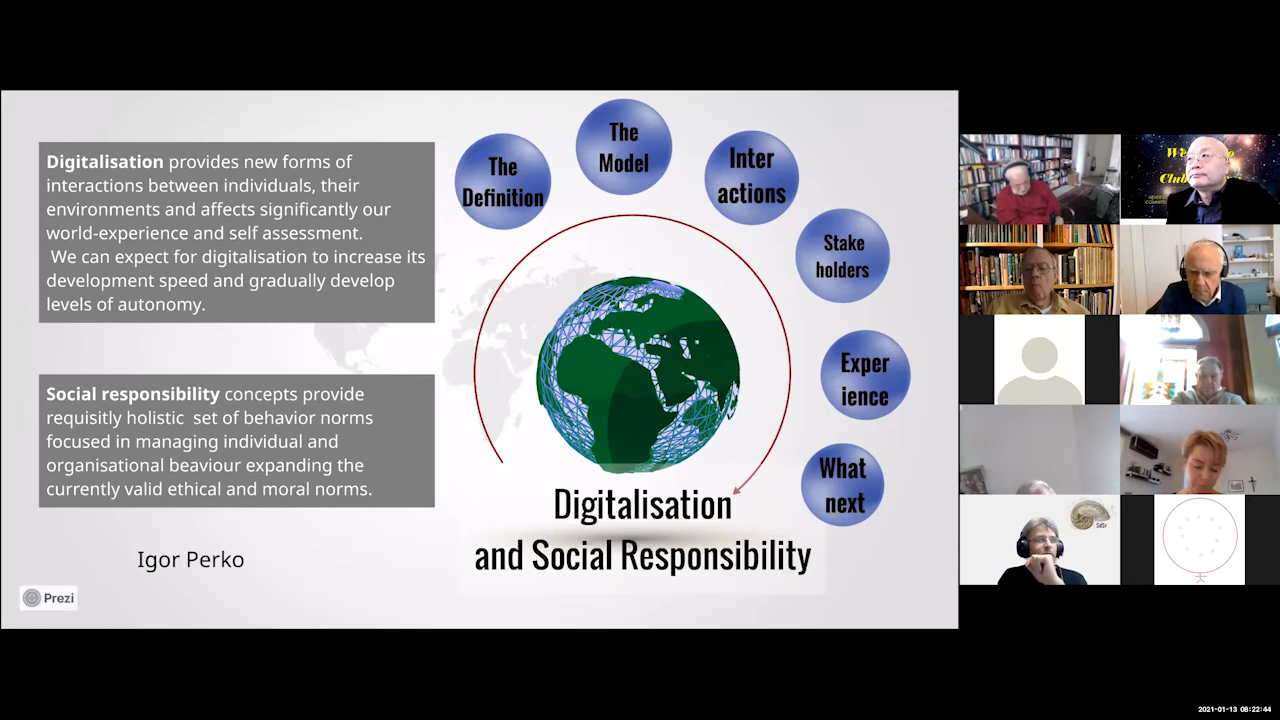 Digitalisation provides new forms of
interactions between individuals, their
environments and affects significantly our
world-experience and self assessment.
We can expect for digitalisation to increase its
development speed and gradually develop
levels of autonomy.
Social responsibility concepts provide
requisitly holistic set of behavior norms
focused in managing individual and
organisational beaviour expanding the
currently valid ethical and moral norms.
Igor Perko
Prezi
The
Definition
The
Model
Inter
actions
Stake
holders
Exper
ience
What
next
Digitalisation
and Social Responsibility
SdSr
2021-01-13 08:22:44